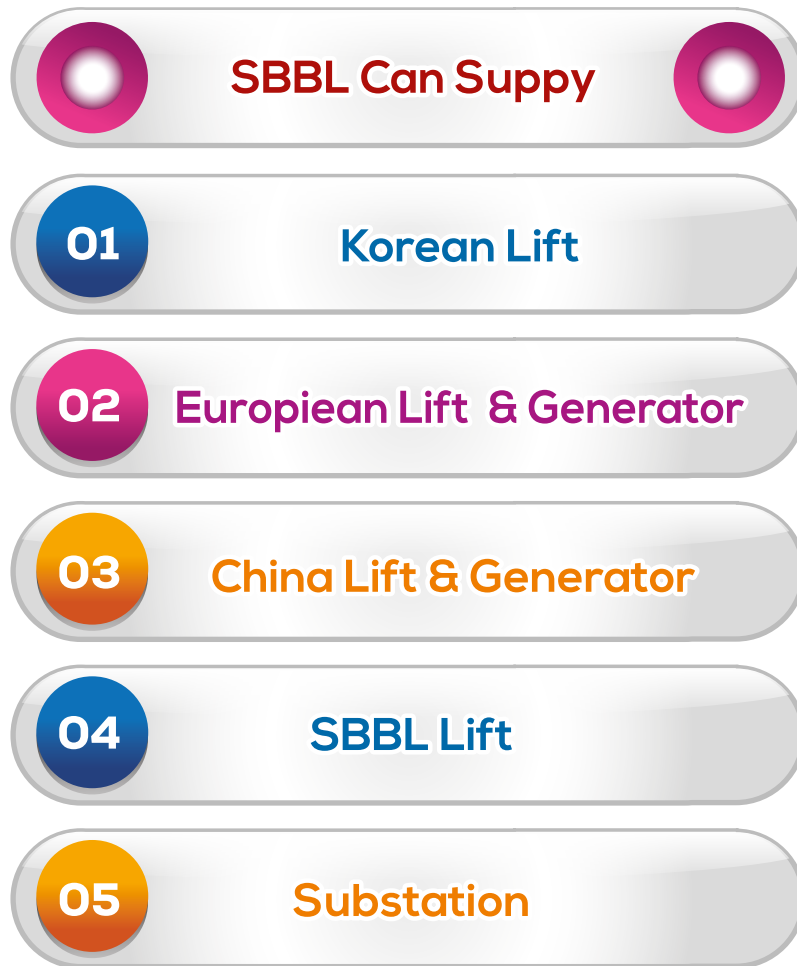 SBBL Can Suppy
01 Korean Lift
02 Europiean Lift & Generator
03 China Lift & Generator
04 SBBL Lift
05 Substation